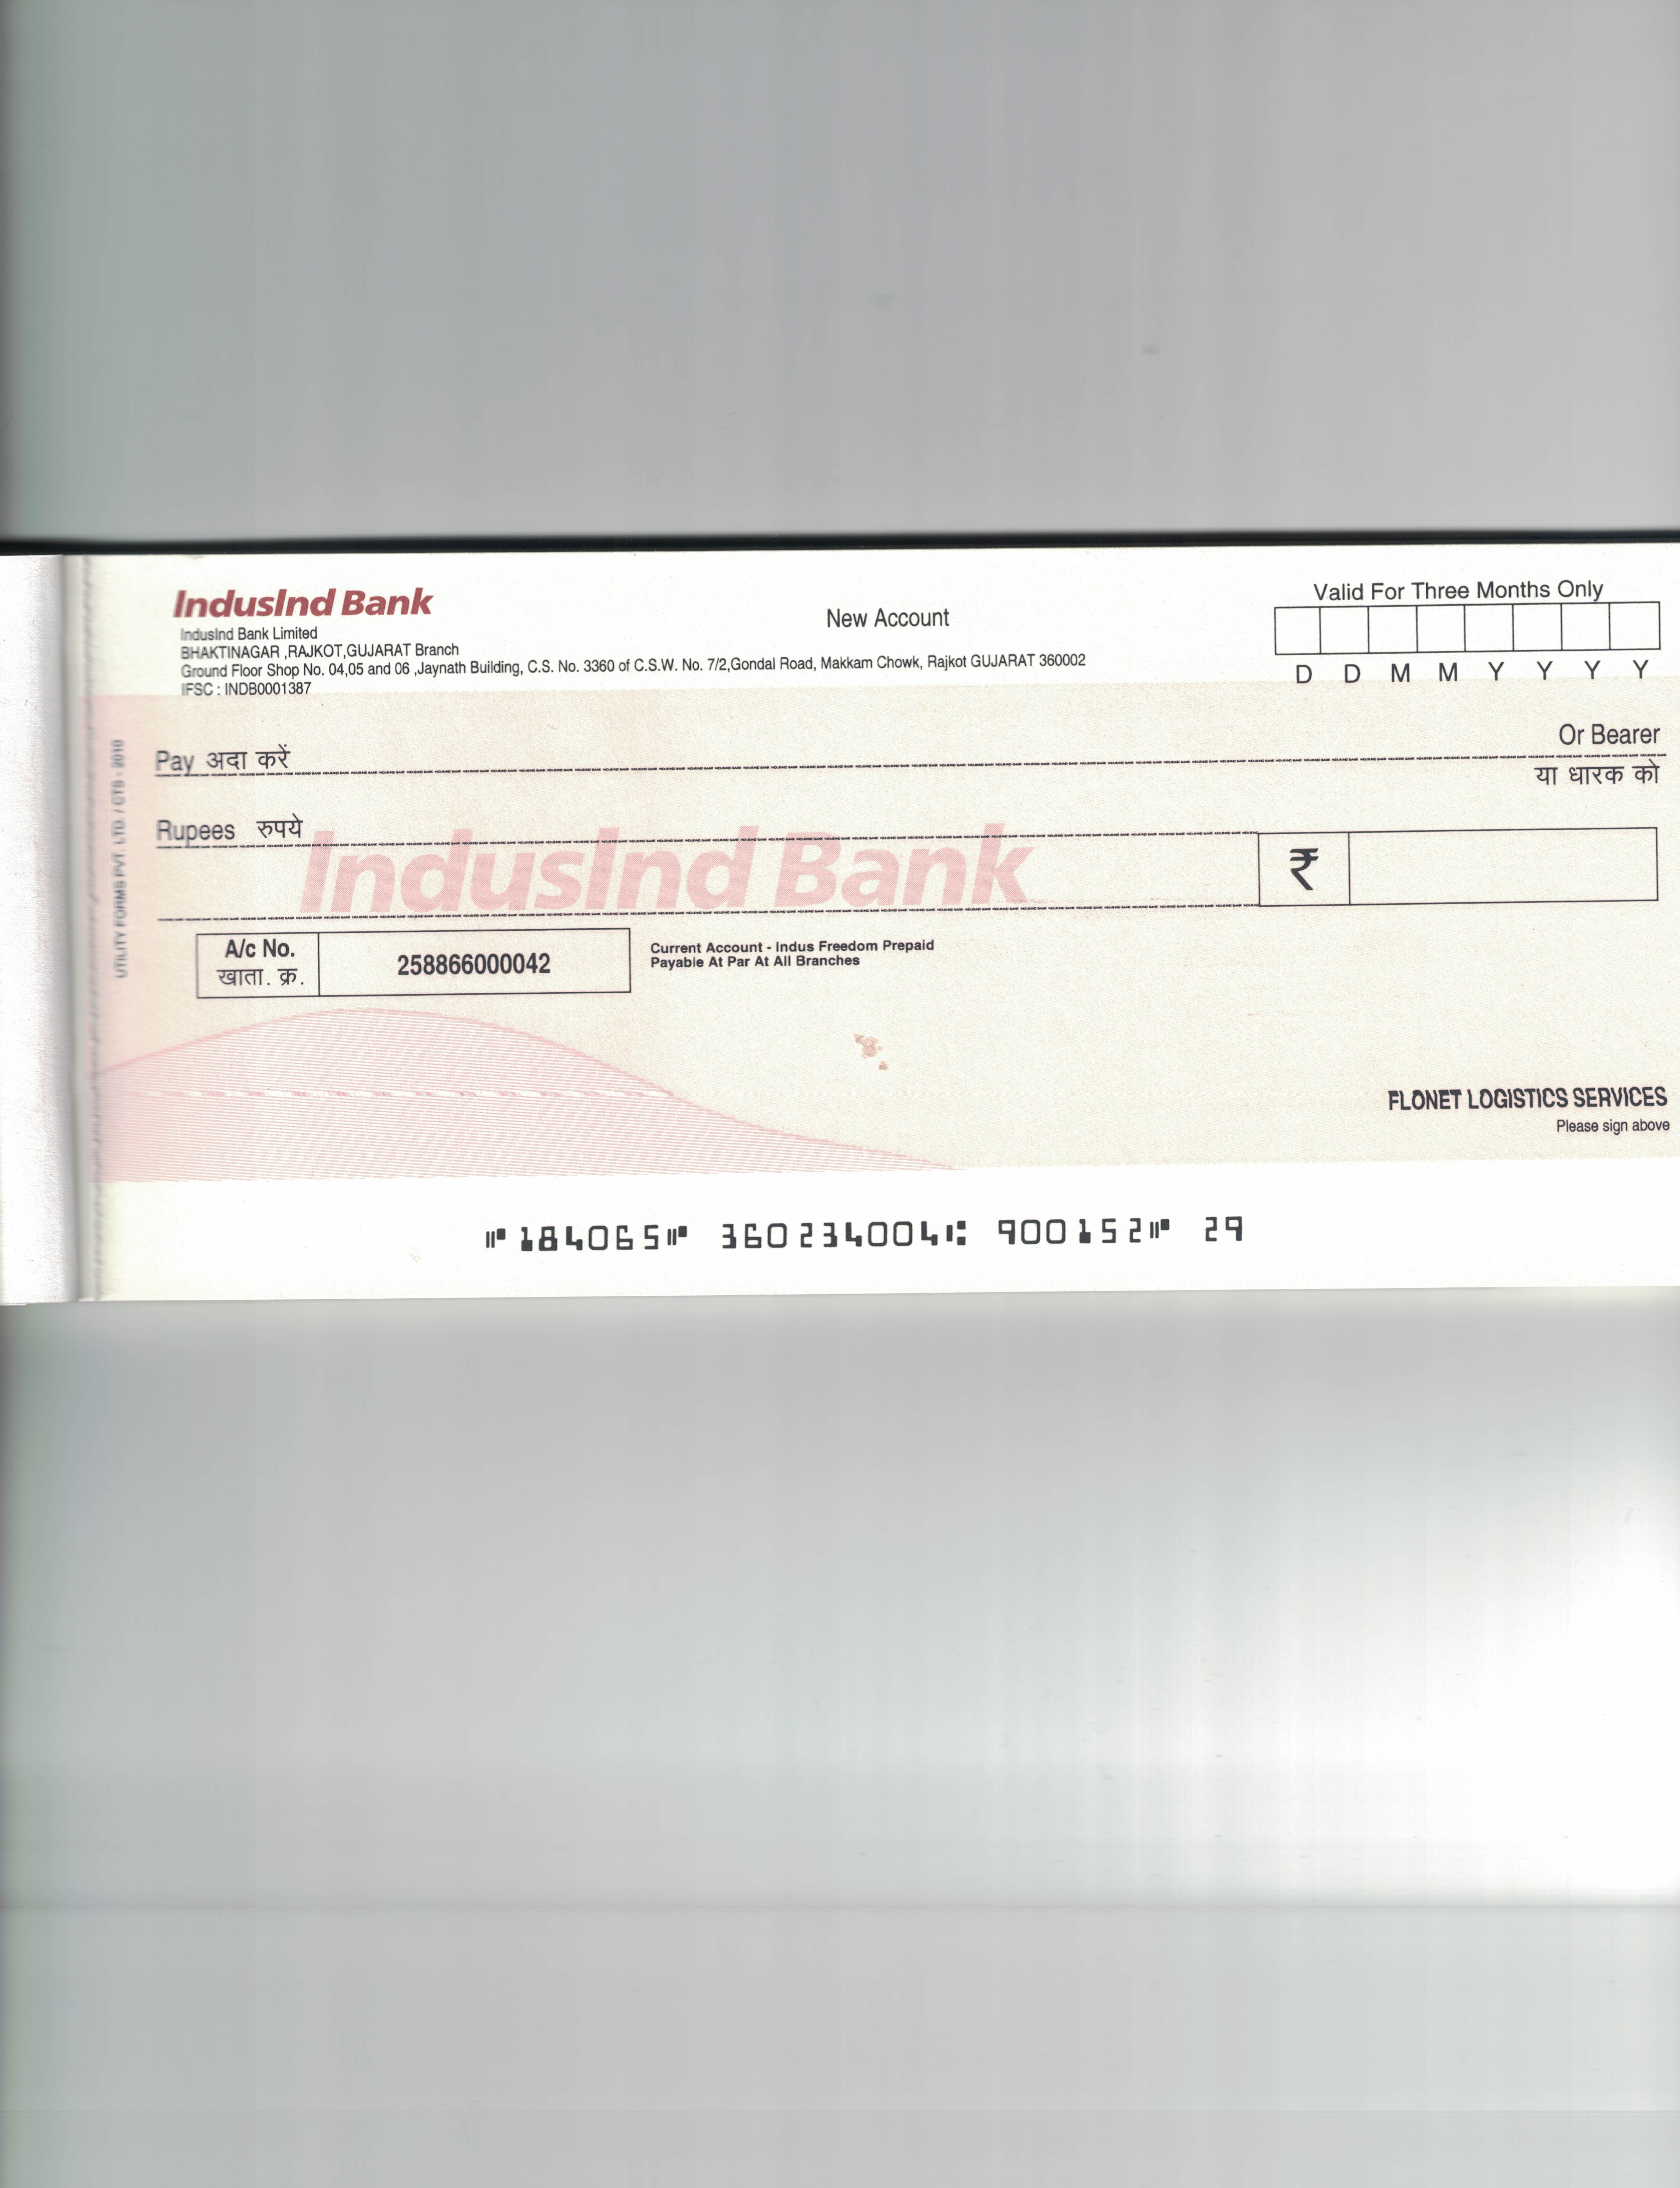 IndusInd Bank
IndusInd Bank Limited
BHAKTINAGAR ,RAJKOT,GUJARAT Branch
Ground Floor Shop No. 04,05 and 06 ,Jaynath Building, C.S. No. 3360 of C.S.W. No. 7/2,Gondal Road, Makkam Chowk, Rajkot GUJARAT 360002
IFSC : INDB0001387
New Account
Valid For Three Months Only
D D M M Y Y Y Y
Pay अदा करें
Or Bearer
या धारक को
Rupees रुपये
IndusInd Bank
₹
A/c No.
खाता. क्र.
258866000042
Current Account - Indus Freedom Prepaid
Payable At Par At All Branches
UTILITY FORMS PVT. LTD. / CTS - 2010
FLONET LOGISTICS SERVICES
Please sign above
⑈184065⑈ 360234004⑆ 900152⑈ 29